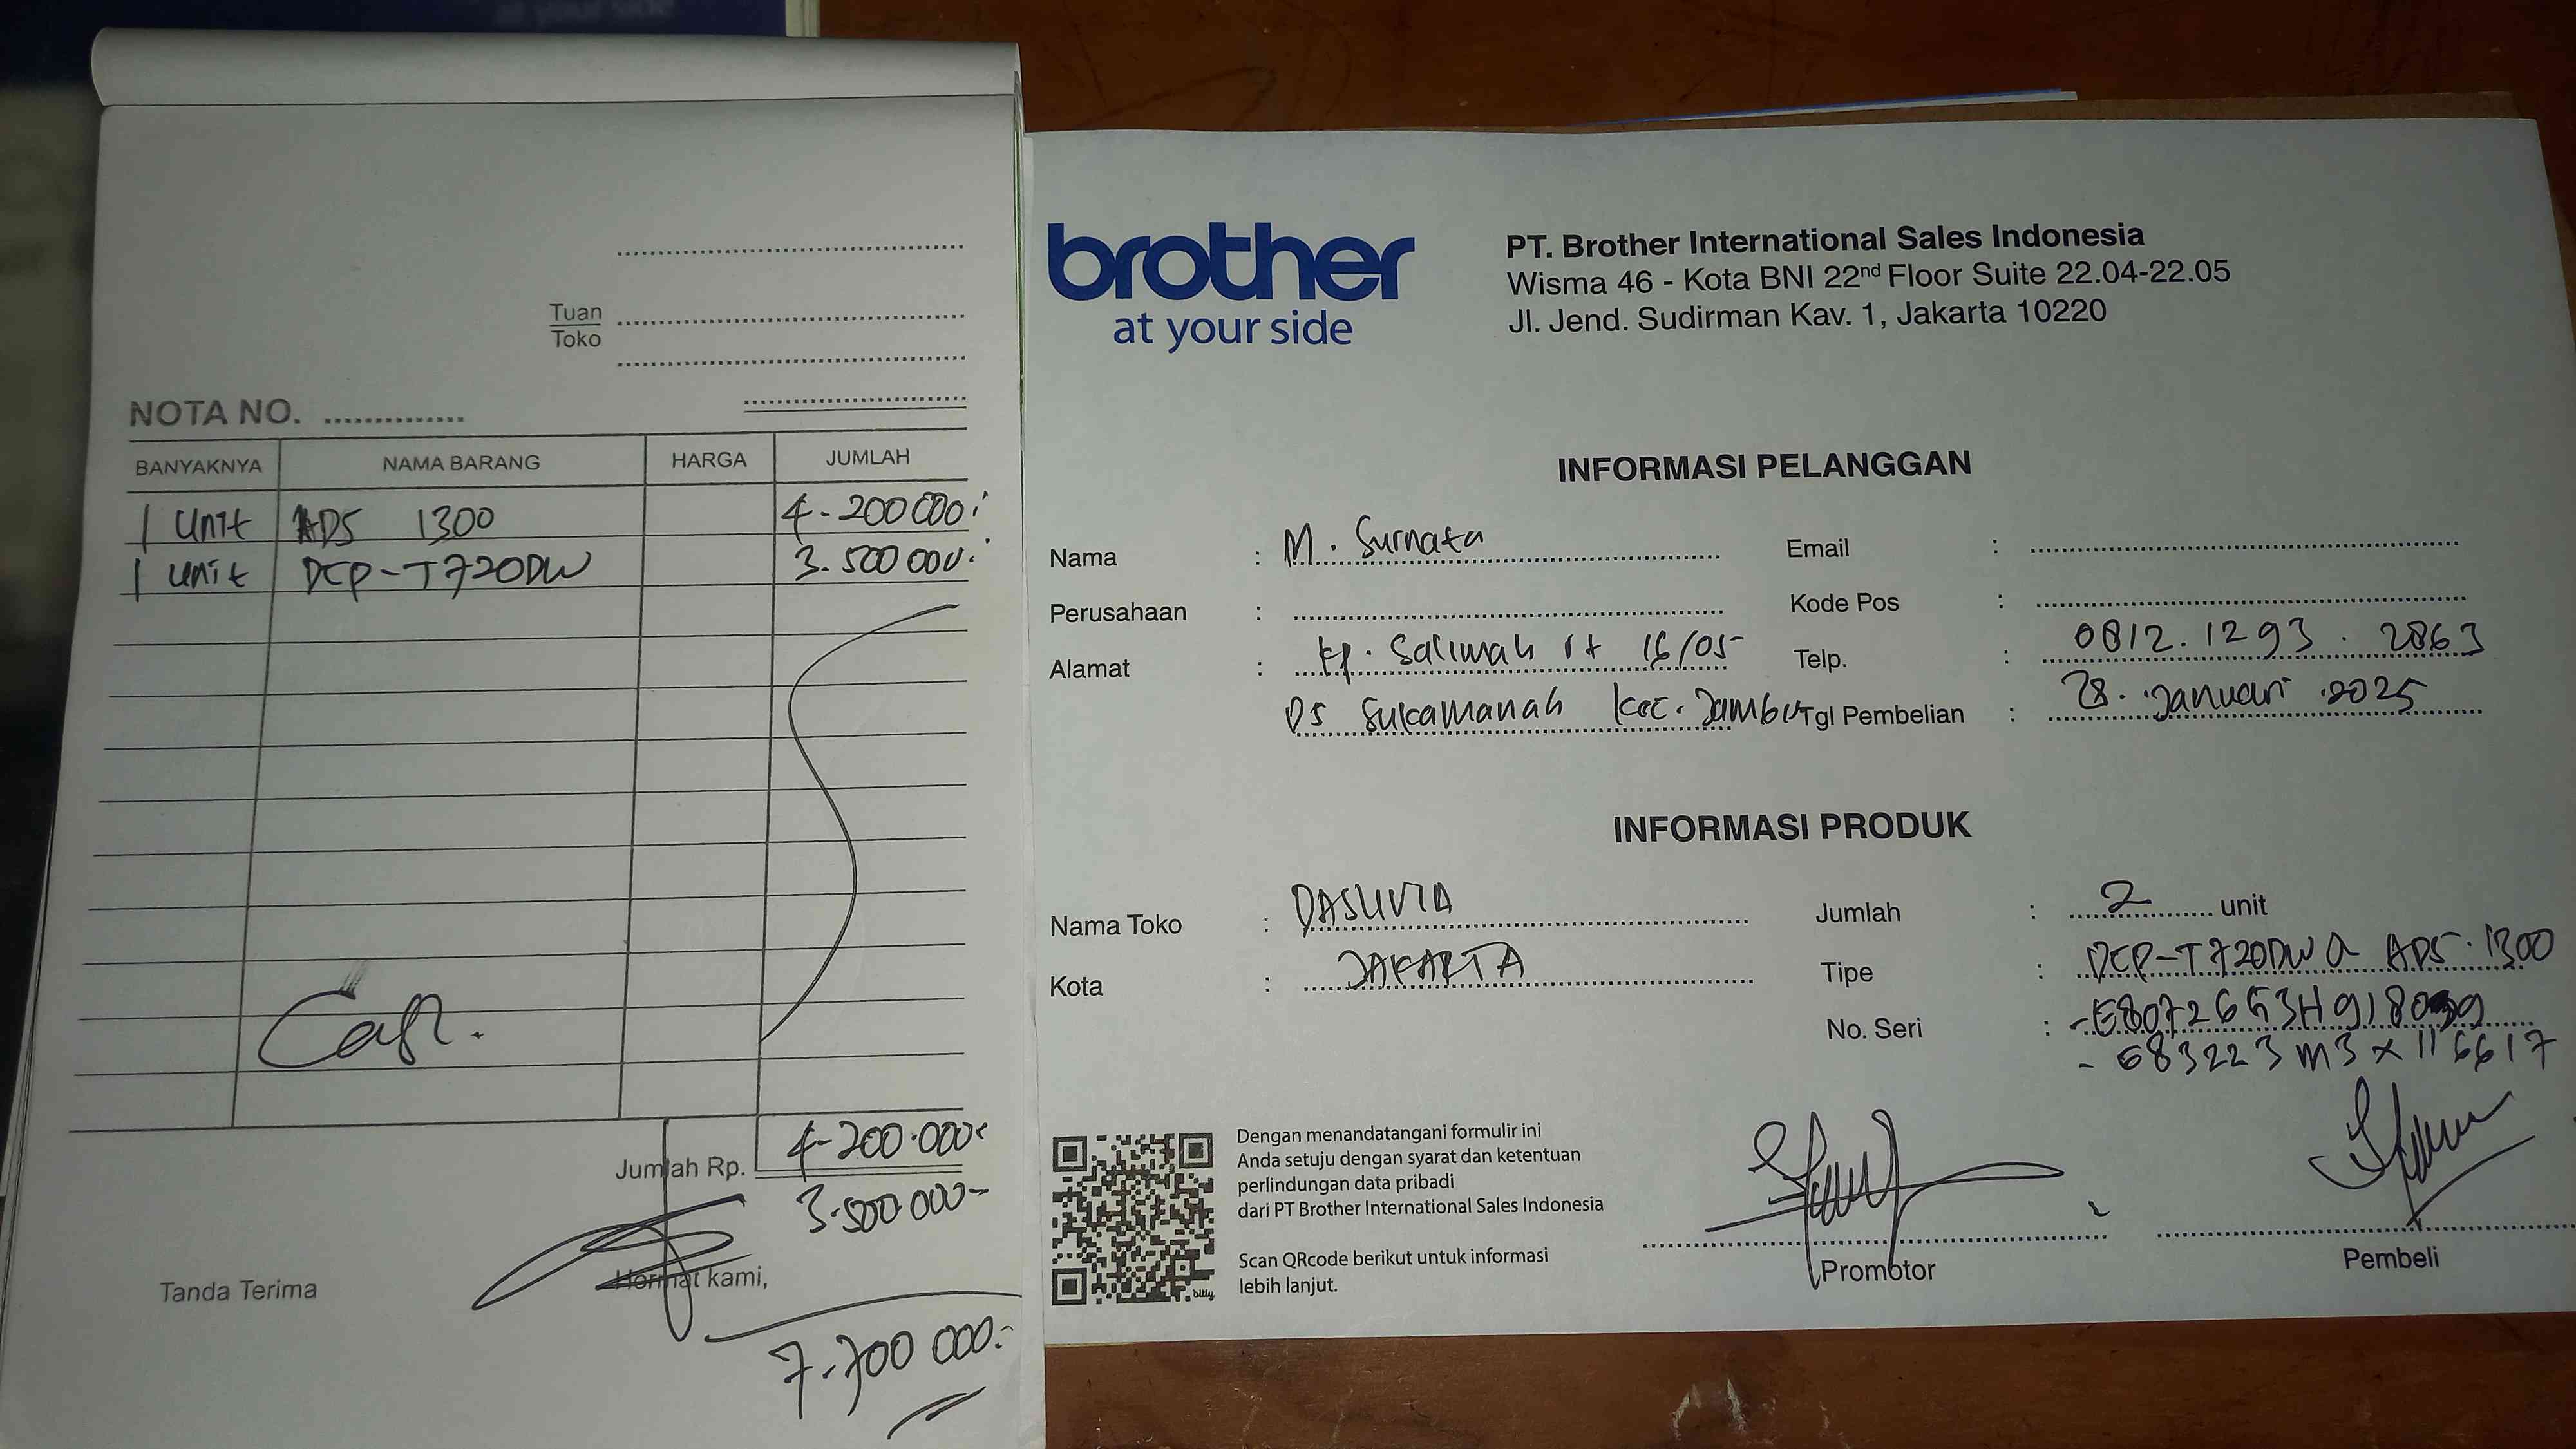 at your side
Tuan
Toko
NOTA NO.
BANYAKNYA NAMA BARANG HARGA JUMLAH
1 unit ADS 1300 4.200 000.
1 unit DCP-T720DW 3.500 000.
Cash.
Jumlah Rp. 4.200.000
3.500.000-
Tanda Terima Hormat kami,
7.700 000.-
brother
at your side
PT. Brother International Sales Indonesia
Wisma 46 - Kota BNI 22nd Floor Suite 22.04-22.05
Jl. Jend. Sudirman Kav. 1, Jakarta 10220
INFORMASI PELANGGAN
Nama : M. Surnata
Email :
Perusahaan :
Kode Pos :
Alamat : kp. Salimah rt 16/05
Telp. : 0812.1293.2863
Ds Sukamanah kec. Jambu
Tgl Pembelian : 28. Januari 2025
INFORMASI PRODUK
Nama Toko :
Jumlah : 2 unit
Kota : JAKARTA
Tipe : DCP-T720DW ADS.1300
No. Seri :
- E83223M3X116617
Dengan menandatangani formulir ini
Anda setuju dengan syarat dan ketentuan
perlindungan data pribadi
dari PT Brother International Sales Indonesia
Scan QRcode berikut untuk informasi
lebih lanjut.
bitly
Promotor
Pembeli